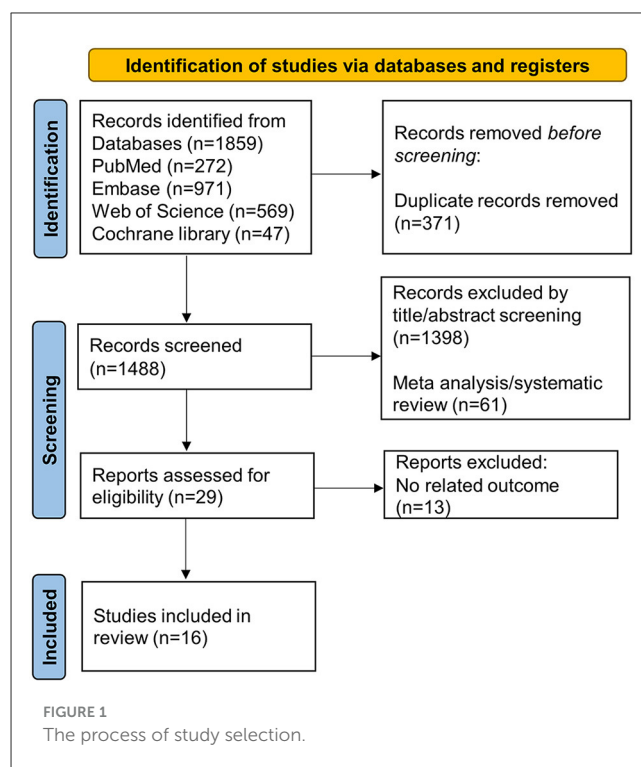 Identification of studies via databases and registers
Identification
Records identified from
Databases (n=1859)
PubMed (n=272)
Embase (n=971)
Web of Science (n=569)
Cochrane library (n=47)
Records removed before
screening:
Duplicate records removed
(n=371)
Screening
Records screened
(n=1488)
Records excluded by
title/abstract screening
(n=1398)
Meta analysis/systematic
review (n=61)
Reports assessed for
eligibility (n=29)
Reports excluded:
No related outcome
(n=13)
Included
Studies included in
review (n=16)
FIGURE 1
The process of study selection.